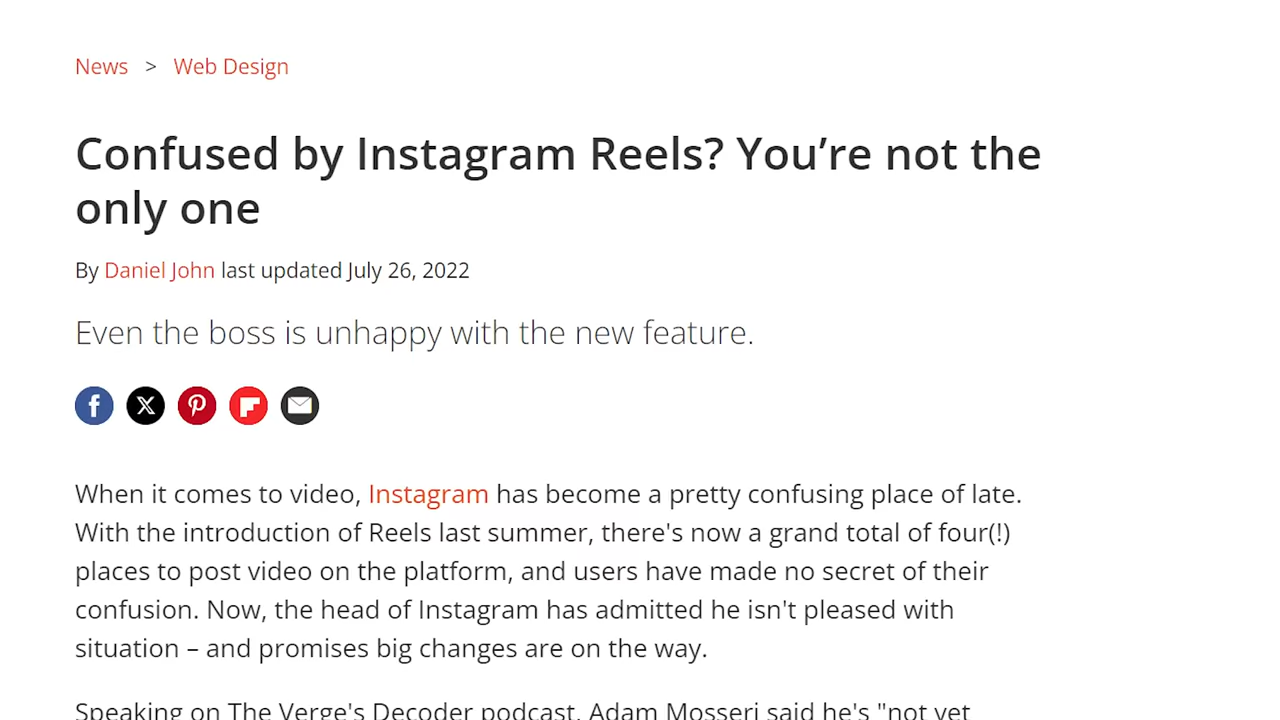 News > Web Design
Confused by Instagram Reels? You’re not the
only one
By Daniel John last updated July 26, 2022
Even the boss is unhappy with the new feature.
When it comes to video, Instagram has become a pretty confusing place of late.
With the introduction of Reels last summer, there's now a grand total of four(!)
places to post video on the platform, and users have made no secret of their
confusion. Now, the head of Instagram has admitted he isn't pleased with
situation – and promises big changes are on the way.
Speaking on The Verge's Decoder podcast, Adam Mosseri said he's "not yet